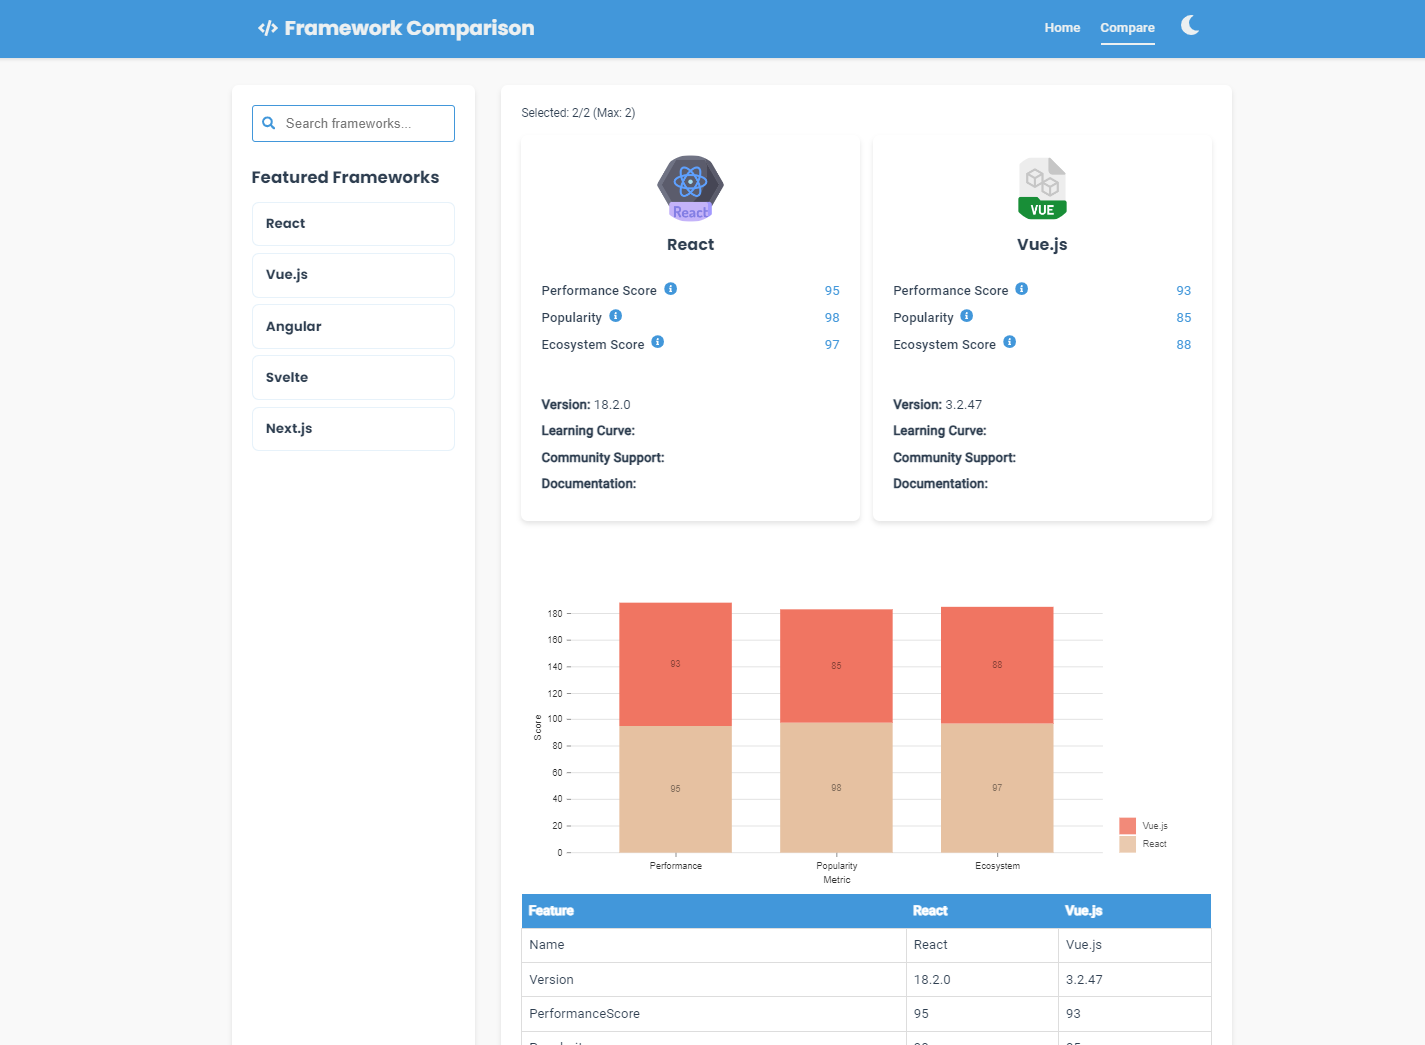 Framework Comparison
Home
Compare
Search frameworks...
Featured Frameworks
React
Vue.js
Angular
Svelte
Next.js
Selected: 2/2 (Max: 2)
React
React
Performance Score 95
Popularity 98
Ecosystem Score 97
Version: 18.2.0
Learning Curve:
Community Support:
Documentation:
VUE
Vue.js
Performance Score 93
Popularity 85
Ecosystem Score 88
Version: 3.2.47
Learning Curve:
Community Support:
Documentation:
Score
180
160
140
120
100
80
60
40
20
0
93
85
88
95
98
97
Performance
Popularity
Ecosystem
Metric
Vue.js
React
Feature React Vue.js
Name React Vue.js
Version 18.2.0 3.2.47
PerformanceScore 95 93